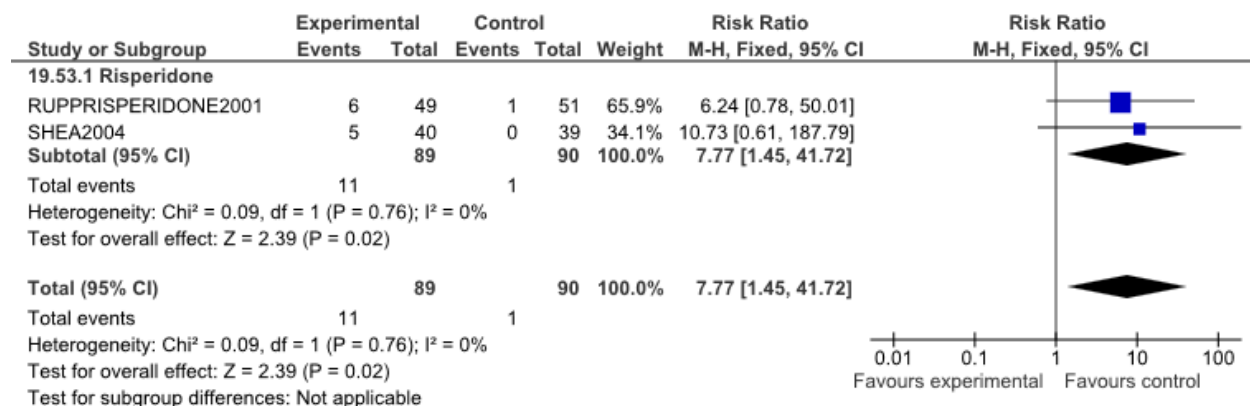 Experimental Control Risk Ratio Risk Ratio
Study or Subgroup Events Total Events Total Weight M-H, Fixed, 95% CI M-H, Fixed, 95% CI
19.53.1 Risperidone
RUPPRISPERIDONE2001 6 49 1 51 65.9% 6.24 [0.78, 50.01]
SHEA2004 5 40 0 39 34.1% 10.73 [0.61, 187.79]
Subtotal (95% CI) 89 90 100.0% 7.77 [1.45, 41.72]
Total events 11 1
Heterogeneity: Chi² = 0.09, df = 1 (P = 0.76); I² = 0%
Test for overall effect: Z = 2.39 (P = 0.02)
Total (95% CI) 89 90 100.0% 7.77 [1.45, 41.72]
Total events 11 1
Heterogeneity: Chi² = 0.09, df = 1 (P = 0.76); I² = 0%
Test for overall effect: Z = 2.39 (P = 0.02)
Test for subgroup differences: Not applicable
0.01 0.1 1 10 100
Favours experimental Favours control